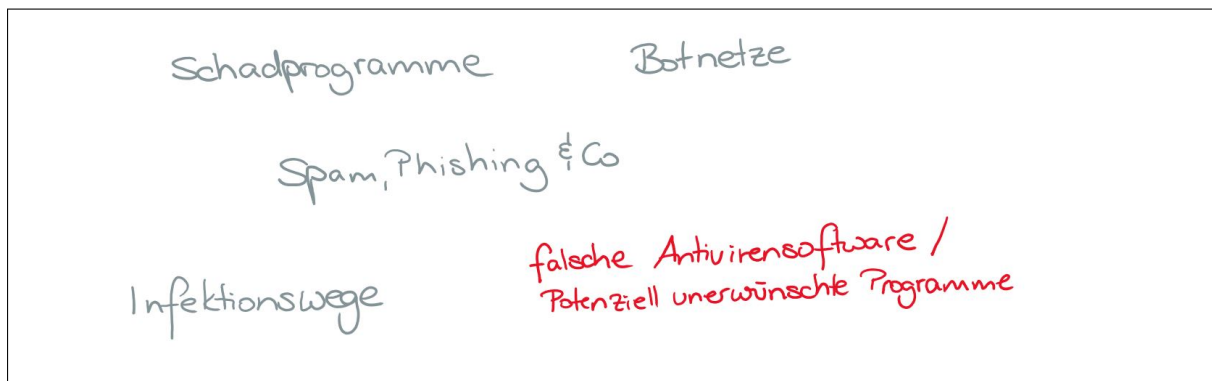 Schadprogramme
Botnetze
Spam, Phishing & Co
falsche Antivirensoftware /
Potenziell unerwünschte Programme
Infektionswege